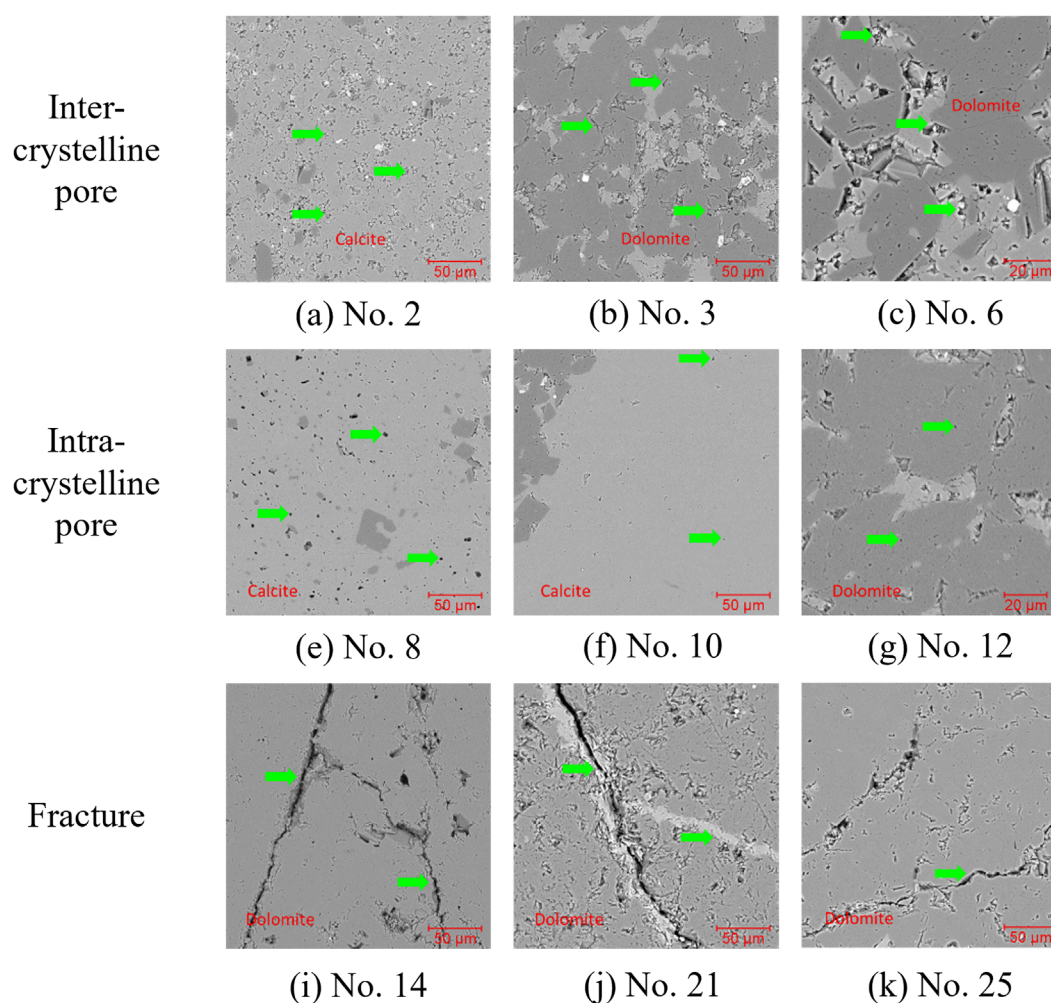 Inter-
crystelline
pore
Calcite
50 µm
Dolomite
50 µm
Dolomite
20 µm
(a) No. 2
(b) No. 3
(c) No. 6
Intra-
crystelline
pore
Calcite
50 µm
Calcite
50 µm
Dolomite
20 µm
(e) No. 8
(f) No. 10
(g) No. 12
Fracture
Dolomite
50 µm
Dolomite
50 µm
Dolomite
50 µm
(i) No. 14
(j) No. 21
(k) No. 25